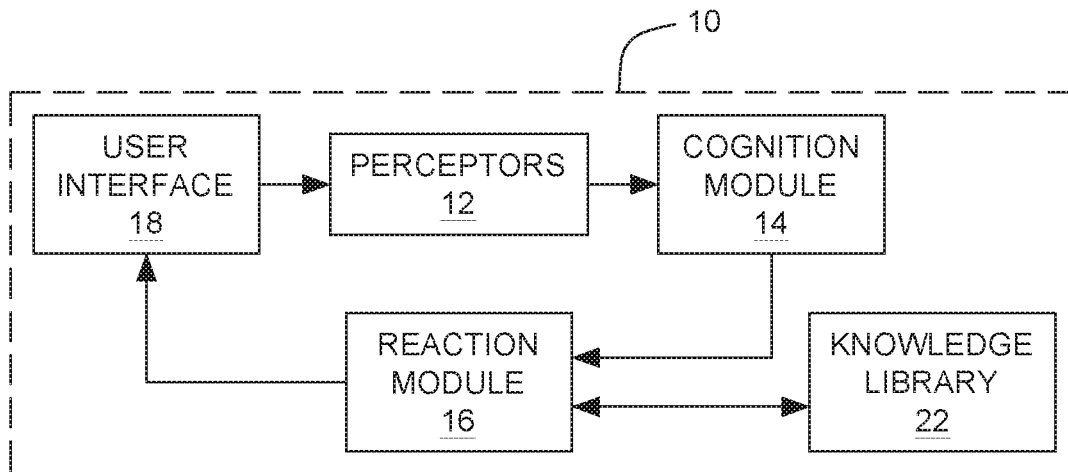 10
USER
INTERFACE
18
PERCEPTORS
12
COGNITION
MODULE
14
REACTION
MODULE
16
KNOWLEDGE
LIBRARY
22